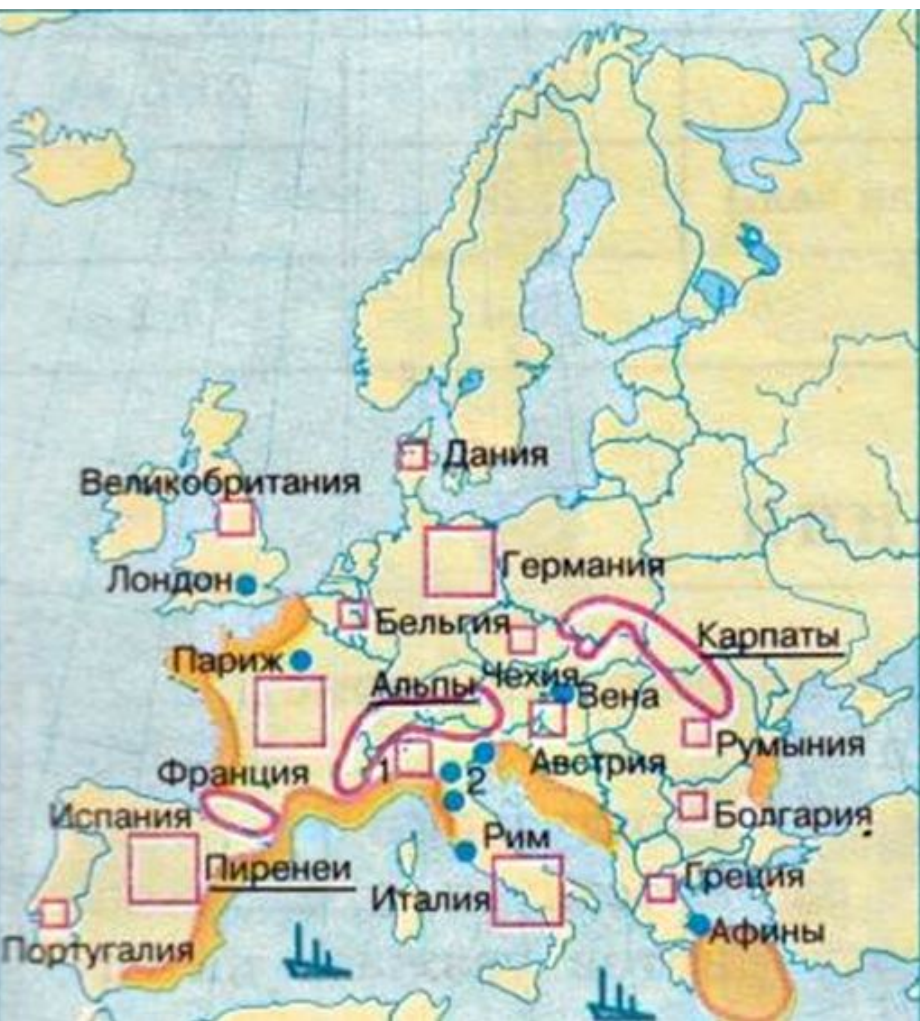 Дания
Великобритания
Германия
Лондон
Бельгия
Карпаты
Париж
Чехия
Альпы
Вена
Румыния
Австрия
Франция
1
2
Испания
Болгария
Рим
Пиренеи
Греция
Италия
Афины
Португалия